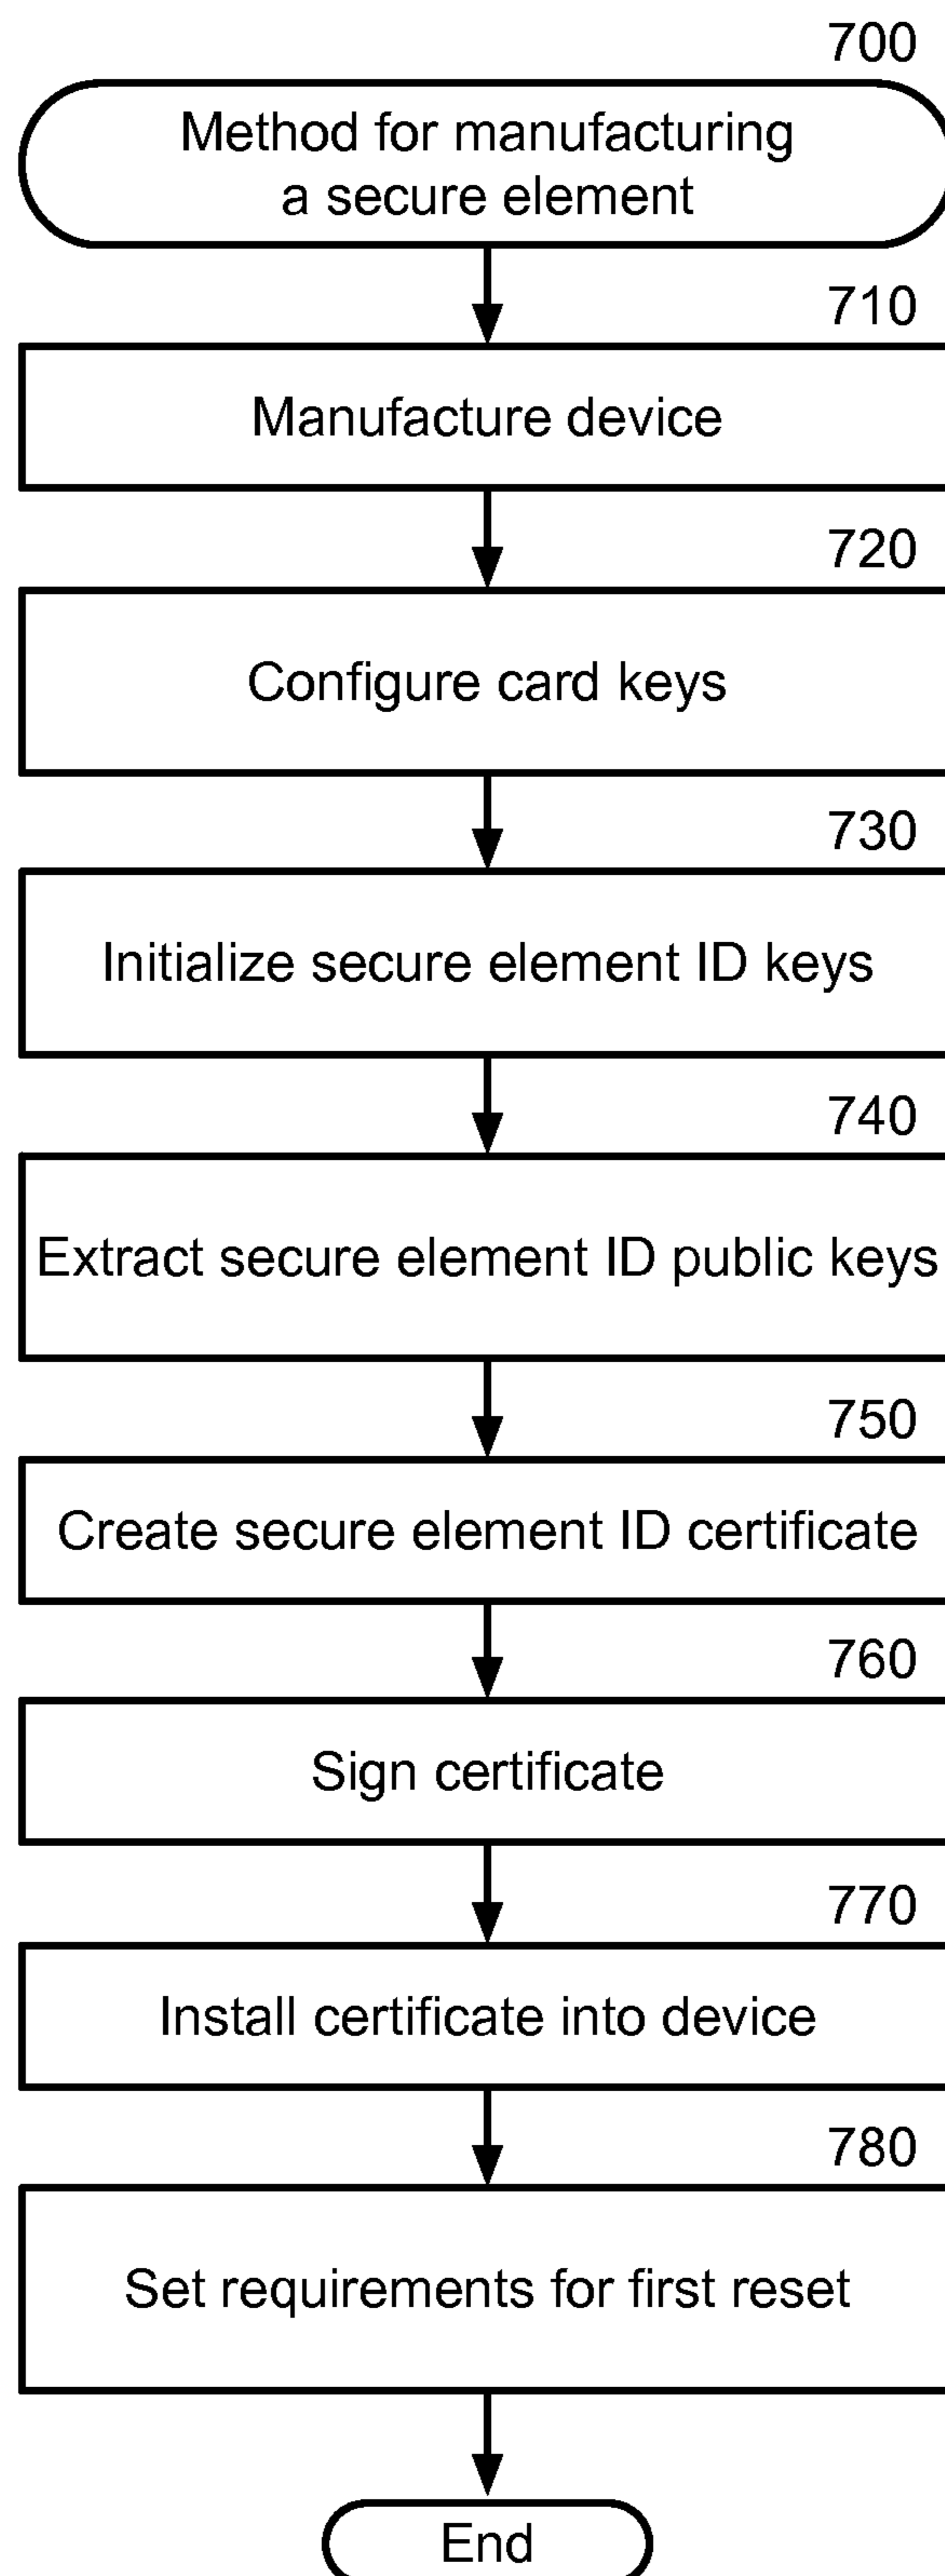 700
Method for manufacturing
a secure element
710
Manufacture device
720
Configure card keys
730
Initialize secure element ID keys
740
Extract secure element ID public keys
750
Create secure element ID certificate
760
Sign certificate
770
Install certificate into device
780
Set requirements for first reset
End